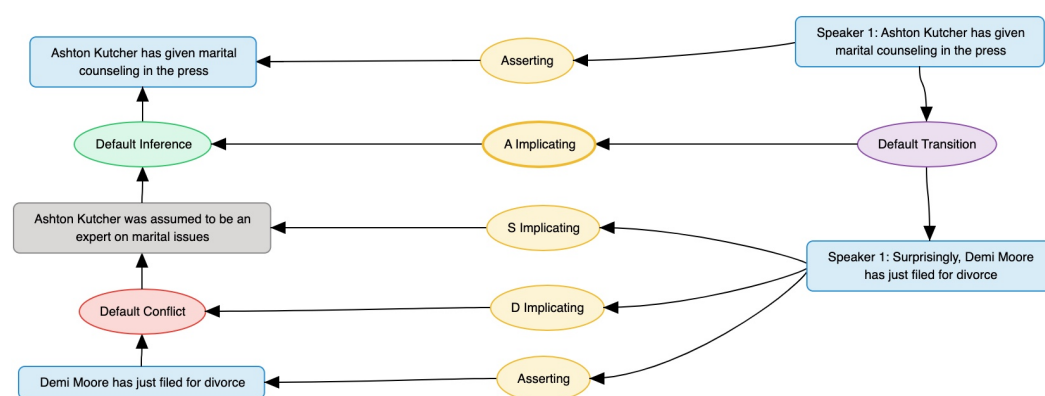 Ashton Kutcher has given marital
counseling in the press
Asserting
Speaker 1: Ashton Kutcher has given
marital counseling in the press
Default Inference
A Implicating
Default Transition
Ashton Kutcher was assumed to be an
expert on marital issues
S Implicating
Speaker 1: Surprisingly, Demi Moore
has just filed for divorce
Default Conflict
D Implicating
Demi Moore has just filed for divorce
Asserting